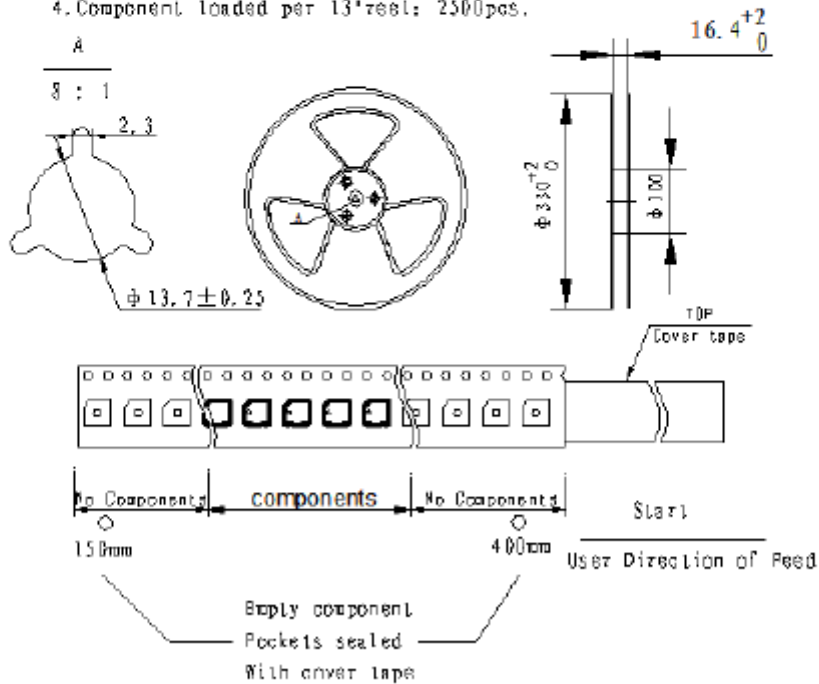 4.Component loaded per 13"reel: 2500pcs.
16.4 +2 0
A
8 : 1
2.3
A
Φ330 +2 0
Φ100
Φ13.7±0.25
TOP
Cover tape
No Components
components
No Components
Start
150mm
400mm
User Direction of Feed
Empty component
Pockets sealed
With cover tape